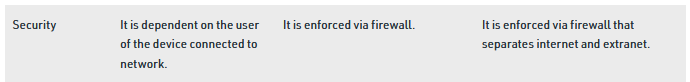 Security
It is dependent on the user
of the device connected to
network.
It is enforced via firewall.
It is enforced via firewall that
separates internet and extranet.